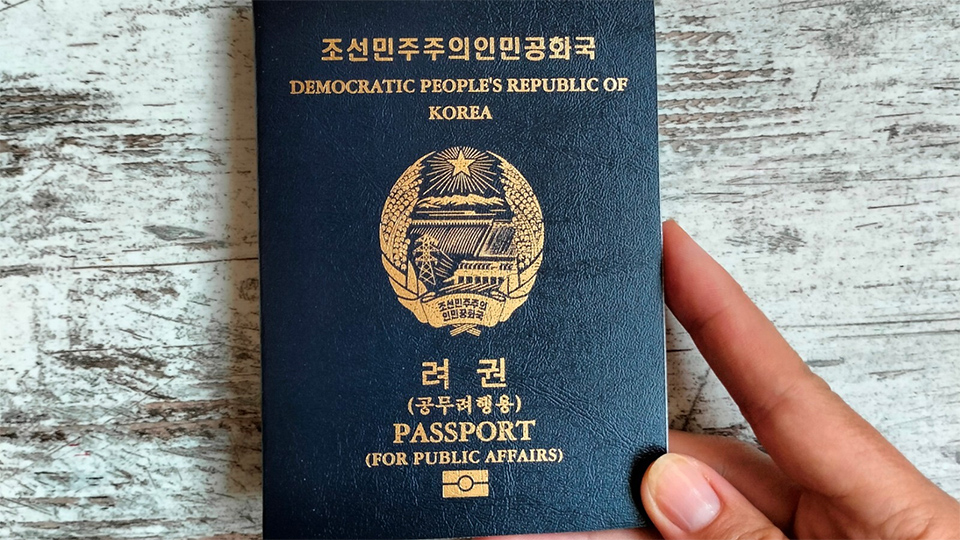 조선민주주의인민공화국
DEMOCRATIC PEOPLE'S REPUBLIC OF
KOREA
조선민주주의
인민공화국
려 권
(공무려행용)
PASSPORT
(FOR PUBLIC AFFAIRS)